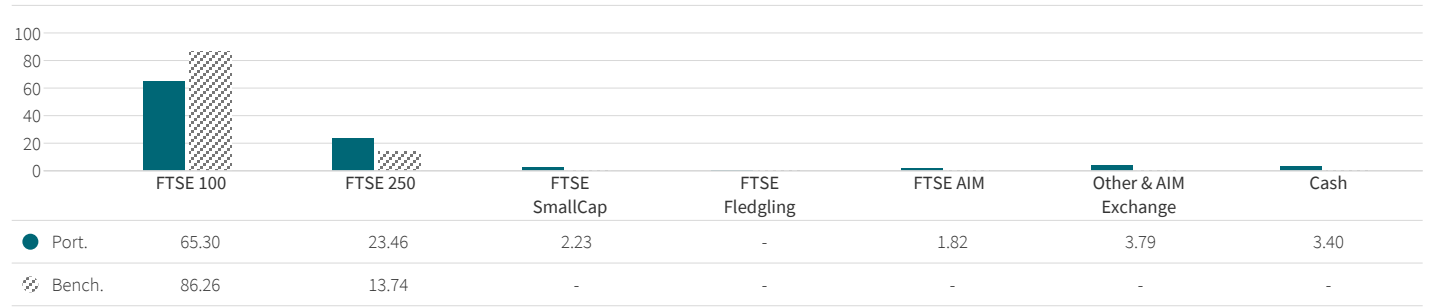 100
80
60
40
20
0
FTSE 100 FTSE 250 FTSE FTSE FTSE AIM Other & AIM Cash
SmallCap Fledgling Exchange
Port. 65.30 23.46 2.23 - 1.82 3.79 3.40
Bench. 86.26 13.74 - - - - -